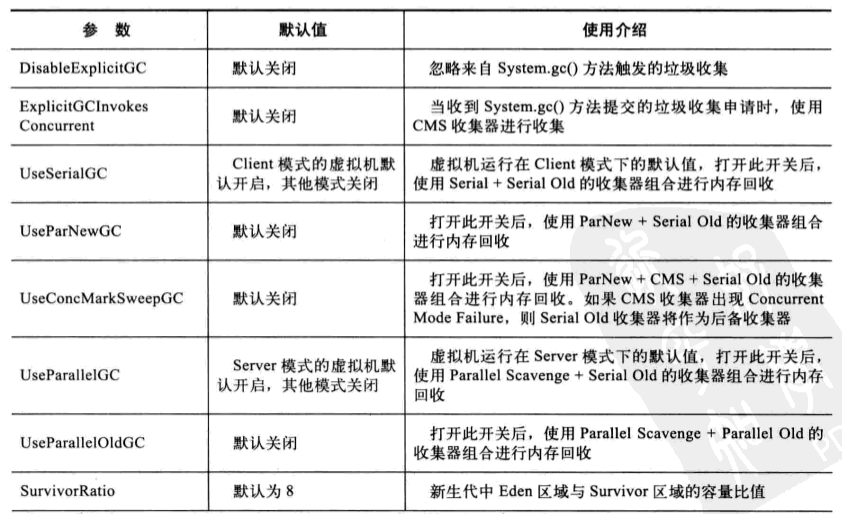 参 数 默认值 使用介绍
DisableExplicitGC 默认关闭 忽略来自 System.gc() 方法触发的垃圾收集
ExplicitGCInvokes
Concurrent
默认关闭
当收到 System.gc() 方法提交的垃圾收集申请时，使用
CMS 收集器进行收集
UseSerialGC
Client 模式的虚拟机默
认开启，其他模式关闭
虚拟机运行在 Client 模式下的默认值，打开此开关后，
使用 Serial + Serial Old 的收集器组合进行内存回收
UseParNewGC
默认关闭
打开此开关后，使用 ParNew + Serial Old 的收集器组合
进行内存回收
UseConcMarkSweepGC
默认关闭
打开此开关后，使用 ParNew + CMS + Serial Old 的收集
器组合进行内存回收。如果 CMS 收集器出现 Concurrent
Mode Failure，则 Serial Old 收集器将作为后备收集器
UseParallelGC
Server 模式的虚拟机默
认开启，其他模式关闭
虚拟机运行在 Server 模式下的默认值，打开此开关后，
使用 Parallel Scavenge + Serial Old 的收集器组合进行内存
回收
UseParallelOldGC
默认关闭
打开此开关后，使用 Parallel Scavenge + Parallel Old 的
收集器组合进行内存回收
SurvivorRatio 默认为 8 新生代中 Eden 区域与 Survivor 区域的容量比值